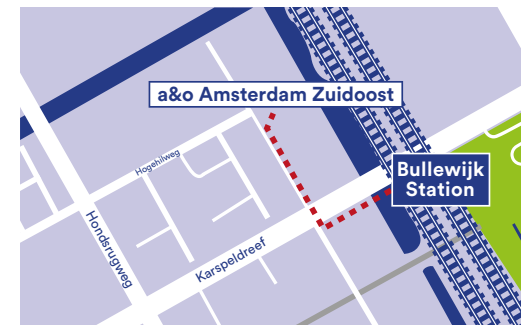 a&o Amsterdam Zuidoost
Bullewijk
Station
Hogehilweg
Hondsrugweg
Karspeldreef